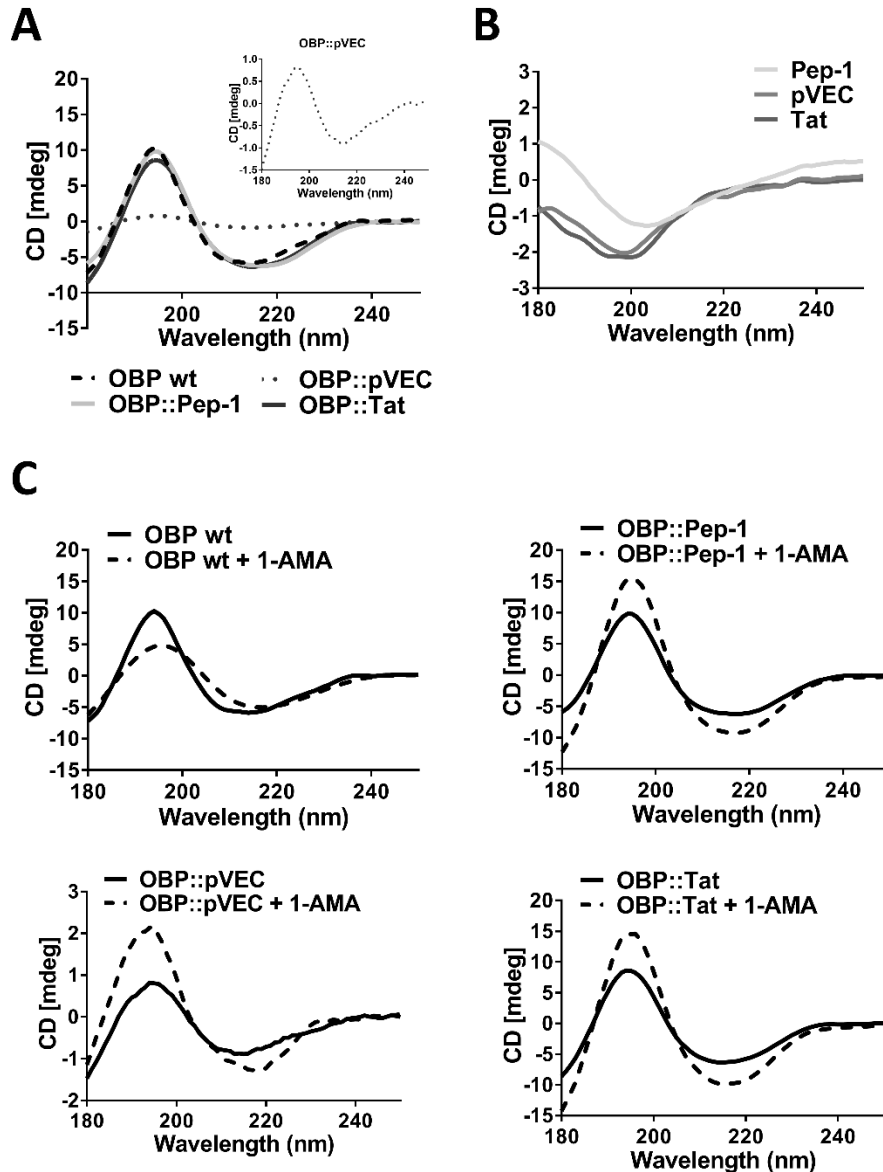 A
OBP::pVEC
CD [mdeg]
1.0
0.5
0.0
-0.5
-1.0
-1.5
180 200 220 240
Wavelength (nm)
CD [mdeg]
20
15
10
5
0
-5
-10
-15
200 220 240
Wavelength (nm)
OBP wt OBP::pVEC
OBP::Pep-1 OBP::Tat
B
Pep-1
pVEC
Tat
CD [mdeg]
3
2
1
0
-1
-2
-3
180 200 220 240
Wavelength (nm)
C
OBP wt
OBP wt + 1-AMA
CD [mdeg]
20
15
10
5
0
-5
-10
-15
180 200 220 240
Wavelength (nm)
OBP::Pep-1
OBP::Pep-1 + 1-AMA
CD [mdeg]
20
15
10
5
0
-5
-10
-15
180 200 220 240
Wavelength (nm)
OBP::pVEC
OBP::pVEC + 1-AMA
CD [mdeg]
3
2
1
0
-1
-2
180 200 220 240
Wavelength (nm)
OBP::Tat
OBP::Tat + 1-AMA
CD [mdeg]
20
15
10
5
0
-5
-10
-15
180 200 220 240
Wavelength (nm)